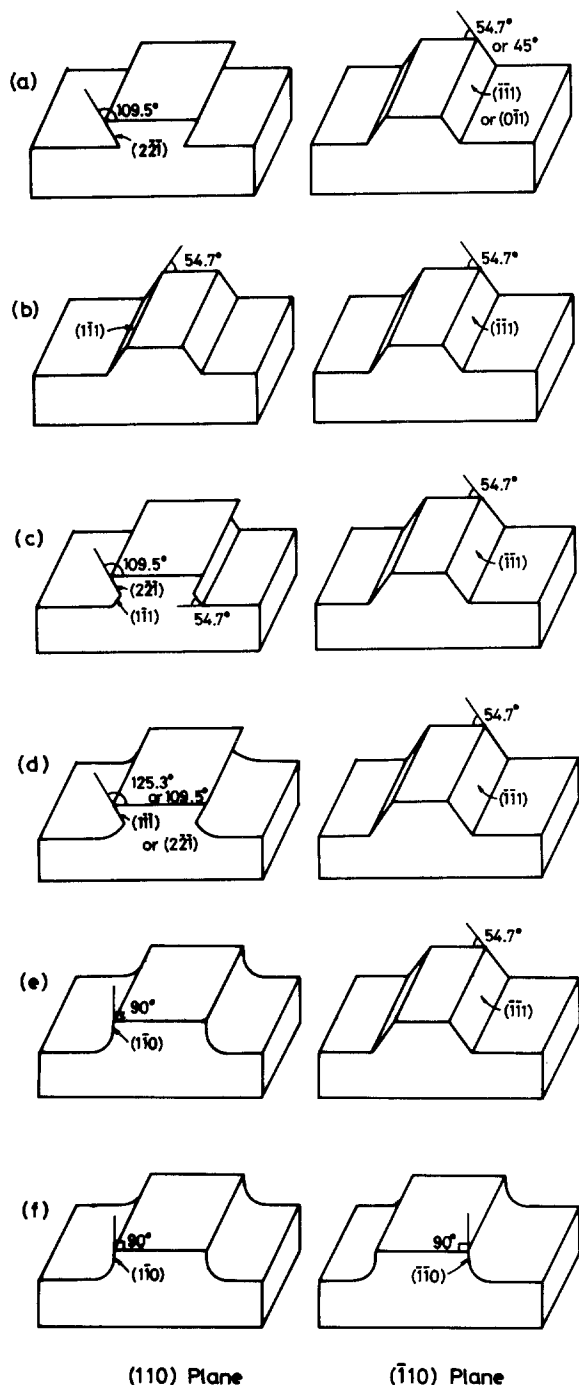 (a)
109.5°
(22̄1̄)
54.7°
or 45°
(1̄1̄1)
or (01̄1)
(b)
54.7°
(11̄1)
54.7°
(1̄1̄1)
(c)
109.5°
(22̄1̄)
(11̄1)
54.7°
54.7°
(1̄1̄1)
(d)
125.3°
or 109.5°
(11̄1̄)
or (22̄1̄)
54.7°
(1̄1̄1)
(e)
90°
(11̄0)
54.7°
(1̄1̄1)
(f)
90°
(11̄0)
90°
(1̄1̄0)
(110) Plane
(1̄10) Plane